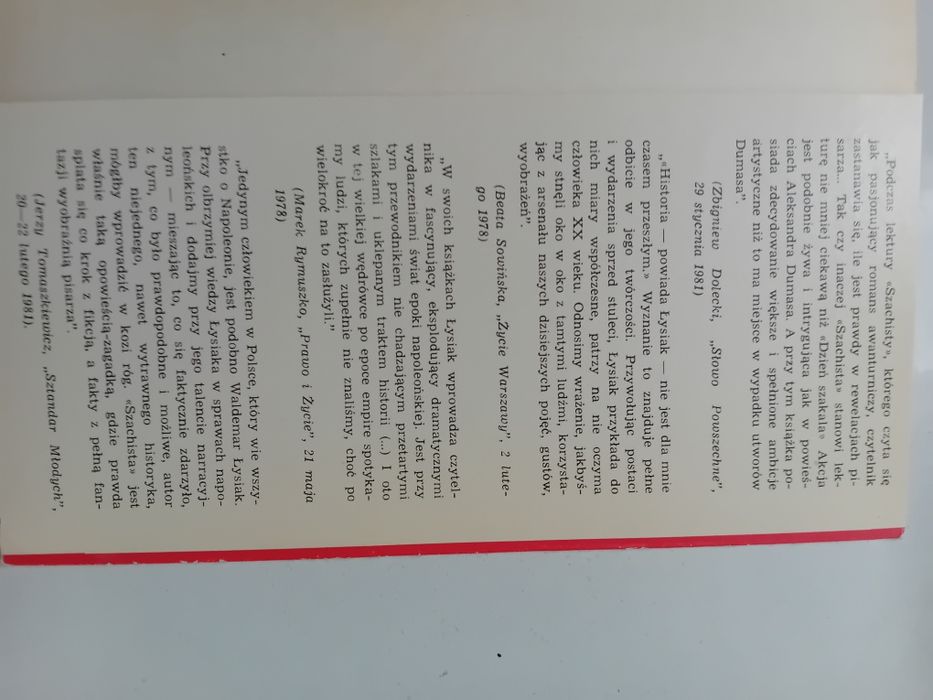 „Podczas lektury «Szachisty», którego czyta się
jak pasjonujący romans awanturniczy, czytelnik
zastanawia się, ile jest prawdy w rewelacjach pi-
sarza... Tak czy inaczej «Szachista» stanowi lek-
turę nie mniej ciekawą niż «Dzień szakala» Akcja
jest podobnie żywa i intrygująca jak w powieś-
ciach Aleksandra Dumasa. A przy tym książka po-
siada zdecydowanie większe i spełnione ambicje
artystyczne niż to ma miejsce w wypadku utworów
Dumasa”.
(Zbigniew Dolecki, „Słowo Powszechne”,
29 stycznia 1981)
„«Historia — powiada Łysiak — nie jest dla mnie
czasem przeszłym.» Wyznanie to znajduje pełne
odbicie w jego twórczości. Przywołując postaci
i wydarzenia sprzed stuleci, Łysiak przykłada do
nich miary współczesne, patrzy na nie oczyma
człowieka XX wieku. Odnosimy wrażenie, jakbyś-
my stnęli oko w oko z tamtymi ludźmi, korzysta-
jąc z arsenału naszych dzisiejszych pojęć, gustów,
wyobrażeń”.
(Beata Sowińska, „Życie Warszawy”, 2 lute-
go 1978)
„W swoich książkach Łysiak wprowadza czytel-
nika w fascynujący, eksplodujący dramatycznymi
wydarzeniami świat epoki napoleońskiej. Jest przy
tym przewodnikiem nie chadzającym przetartymi
szlakami i uklepanym traktem historii (...) I oto
w tej wielkiej wędrówce po epoce empire spotyka-
my ludzi, których zupełnie nie znaliśmy, choć po
wielokroć na to zasłużyli.”
(Marek Rymuszko, „Prawo i Życie”, 21 maja
1978)
„Jedynym człowiekiem w Polsce, który wie wszy-
stko o Napoleonie, jest podobno Waldemar Łysiak.
Przy olbrzymiej wiedzy Łysiaka w sprawach napo-
leońskich i dodajmy przy jego talencie narracyj-
nym — mieszając to, co się faktycznie zdarzyło,
z tym, co było prawdopodobne i możliwe, autor
ten niejednego, nawet wytrawnego historyka,
mógłby wprowadzić w kozi róg. «Szachista» jest
właśnie taką opowieścią-zagadką, gdzie prawda
splata się co krok z fikcją, a fakty z pełną fan-
tazji wyobraźnią pisarza”.
(Jerzy Tomaszkiewicz, „Sztandar Młodych”,
20—22 lutego 1981).